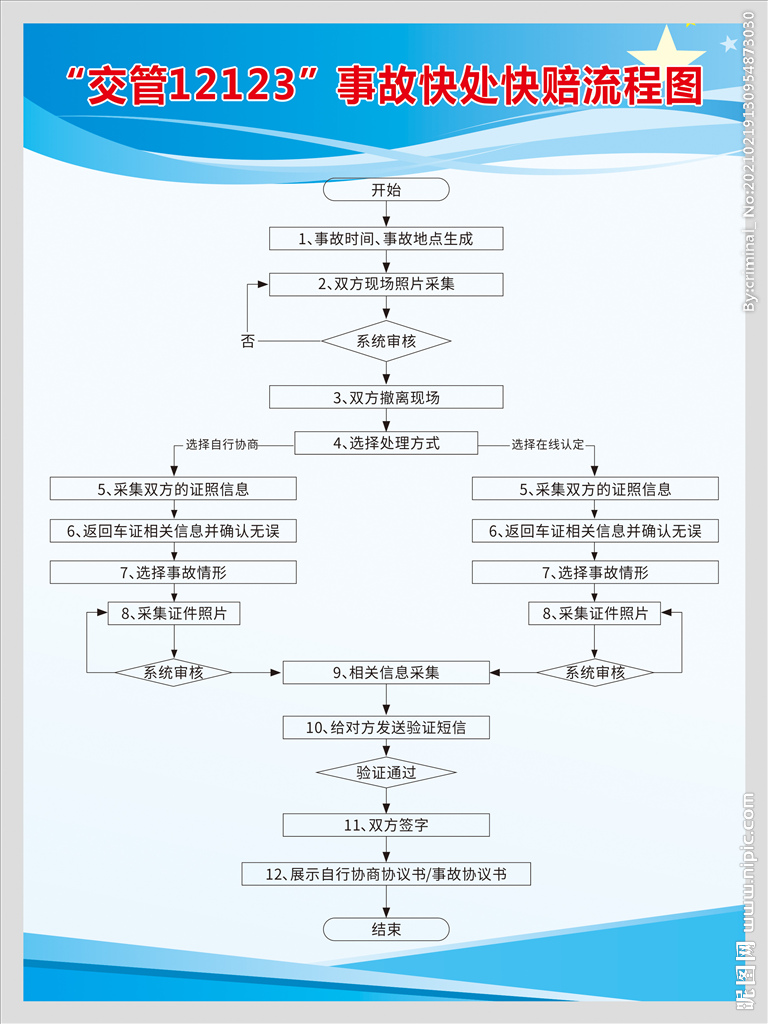 “交管12123”事故快处快赔流程图
开始
1、事故时间、事故地点生成
2、双方现场照片采集
否
系统审核
3、双方撤离现场
选择自行协商
4、选择处理方式
选择在线认定
5、采集双方的证照信息
5、采集双方的证照信息
6、返回车证相关信息并确认无误
6、返回车证相关信息并确认无误
7、选择事故情形
7、选择事故情形
8、采集证件照片
8、采集证件照片
系统审核
9、相关信息采集
系统审核
10、给对方发送验证短信
验证通过
11、双方签字
12、展示自行协商协议书/事故协议书
结束
By:criminal_No:20210219130954873030
昵图网 www.nipic.com